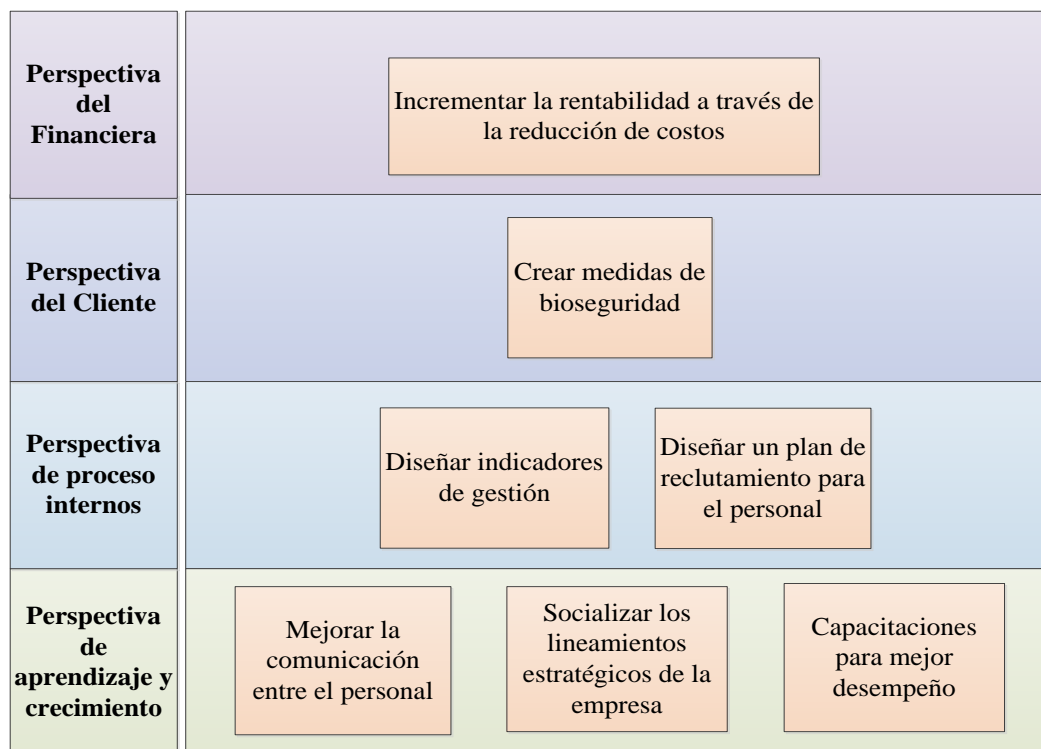 Perspectiva
del
Financiera
Incrementar la rentabilidad a través de
la reducción de costos
Perspectiva
del Cliente
Crear medidas de
bioseguridad
Perspectiva
de proceso
internos
Diseñar indicadores
de gestión
Diseñar un plan de
reclutamiento para
el personal
Perspectiva
de
aprendizaje y
crecimiento
Mejorar la
comunicación
entre el personal
Socializar los
lineamientos
estratégicos de la
empresa
Capacitaciones
para mejor
desempeño